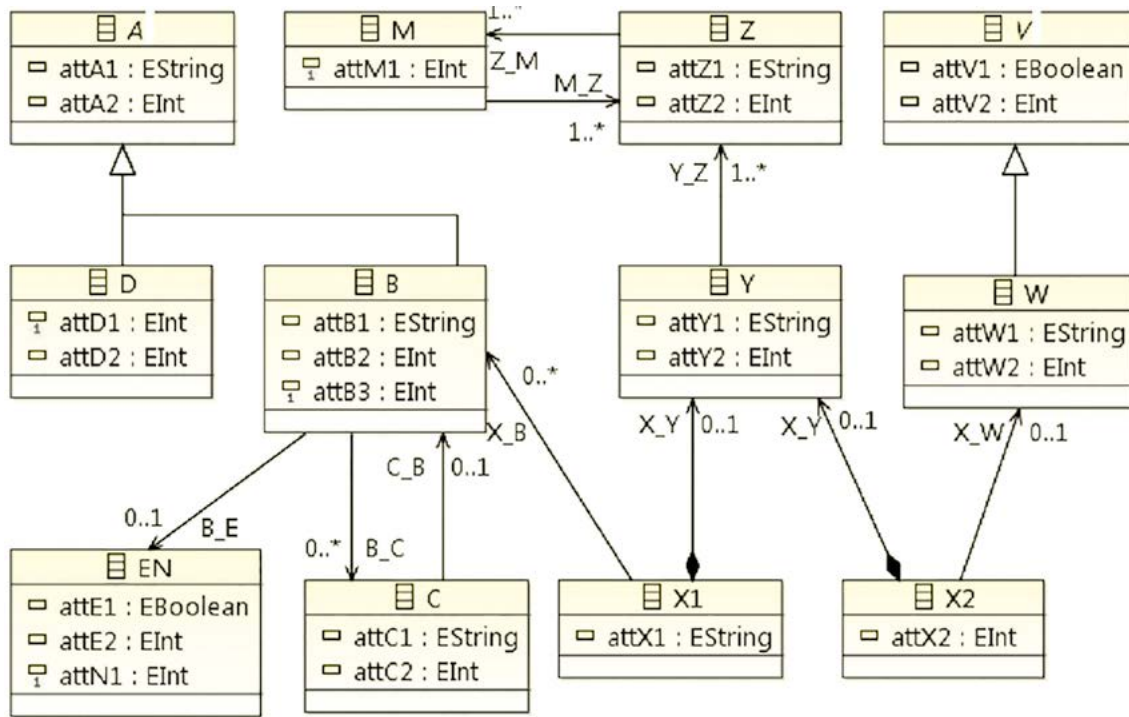 A
attA1 : EString
attA2 : EInt
M
attM1 : EInt
1..*
Z_M
M_Z
1..*
Z
attZ1 : EString
attZ2 : EInt
V
attV1 : EBoolean
attV2 : EInt
Y_Z
1..*
D
attD1 : EInt
attD2 : EInt
B
attB1 : EString
attB2 : EInt
attB3 : EInt
Y
attY1 : EString
attY2 : EInt
W
attW1 : EString
attW2 : EInt
0..*
X_B
C_B
0..1
X_Y
0..1
X_Y
0..1
X_W
0..1
0..1
B_E
0..*
B_C
EN
attE1 : EBoolean
attE2 : EInt
attN1 : EInt
C
attC1 : EString
attC2 : EInt
X1
attX1 : EString
X2
attX2 : EInt